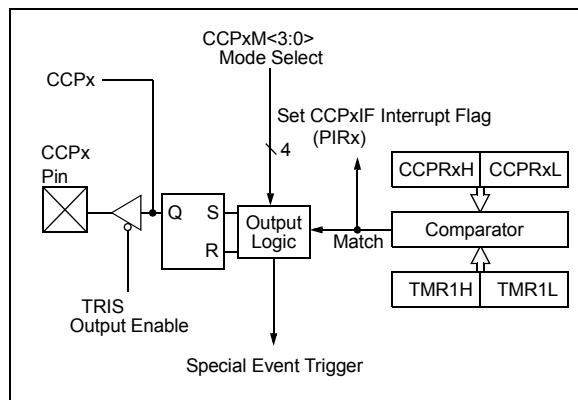 CCPxM<3:0>
Mode Select
CCPx
Set CCPxIF Interrupt Flag
(PIRx)
4
CCPx
Pin
CCPRxH CCPRxL
Q S
R
Output
Logic
Match
Comparator
TRIS
Output Enable
TMR1H TMR1L
Special Event Trigger